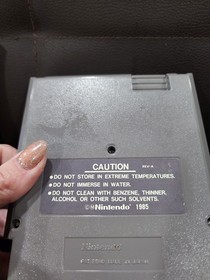 CAUTION
REV-A
●DO NOT STORE IN EXTREME TEMPERATURES.
●DO NOT IMMERSE IN WATER.
●DO NOT CLEAN WITH BENZENE, THINNER,
ALCOHOL OR OTHER SUCH SOLVENTS.
©Nintendo 1985
Nintendo